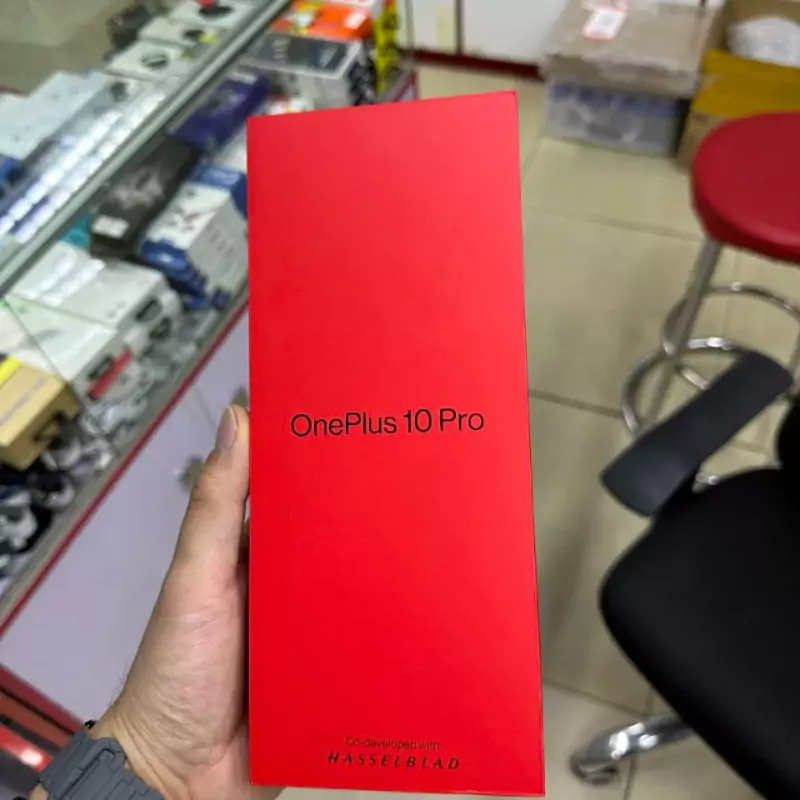 OnePlus 10 Pro
Co-developed with
HASSELBLAD